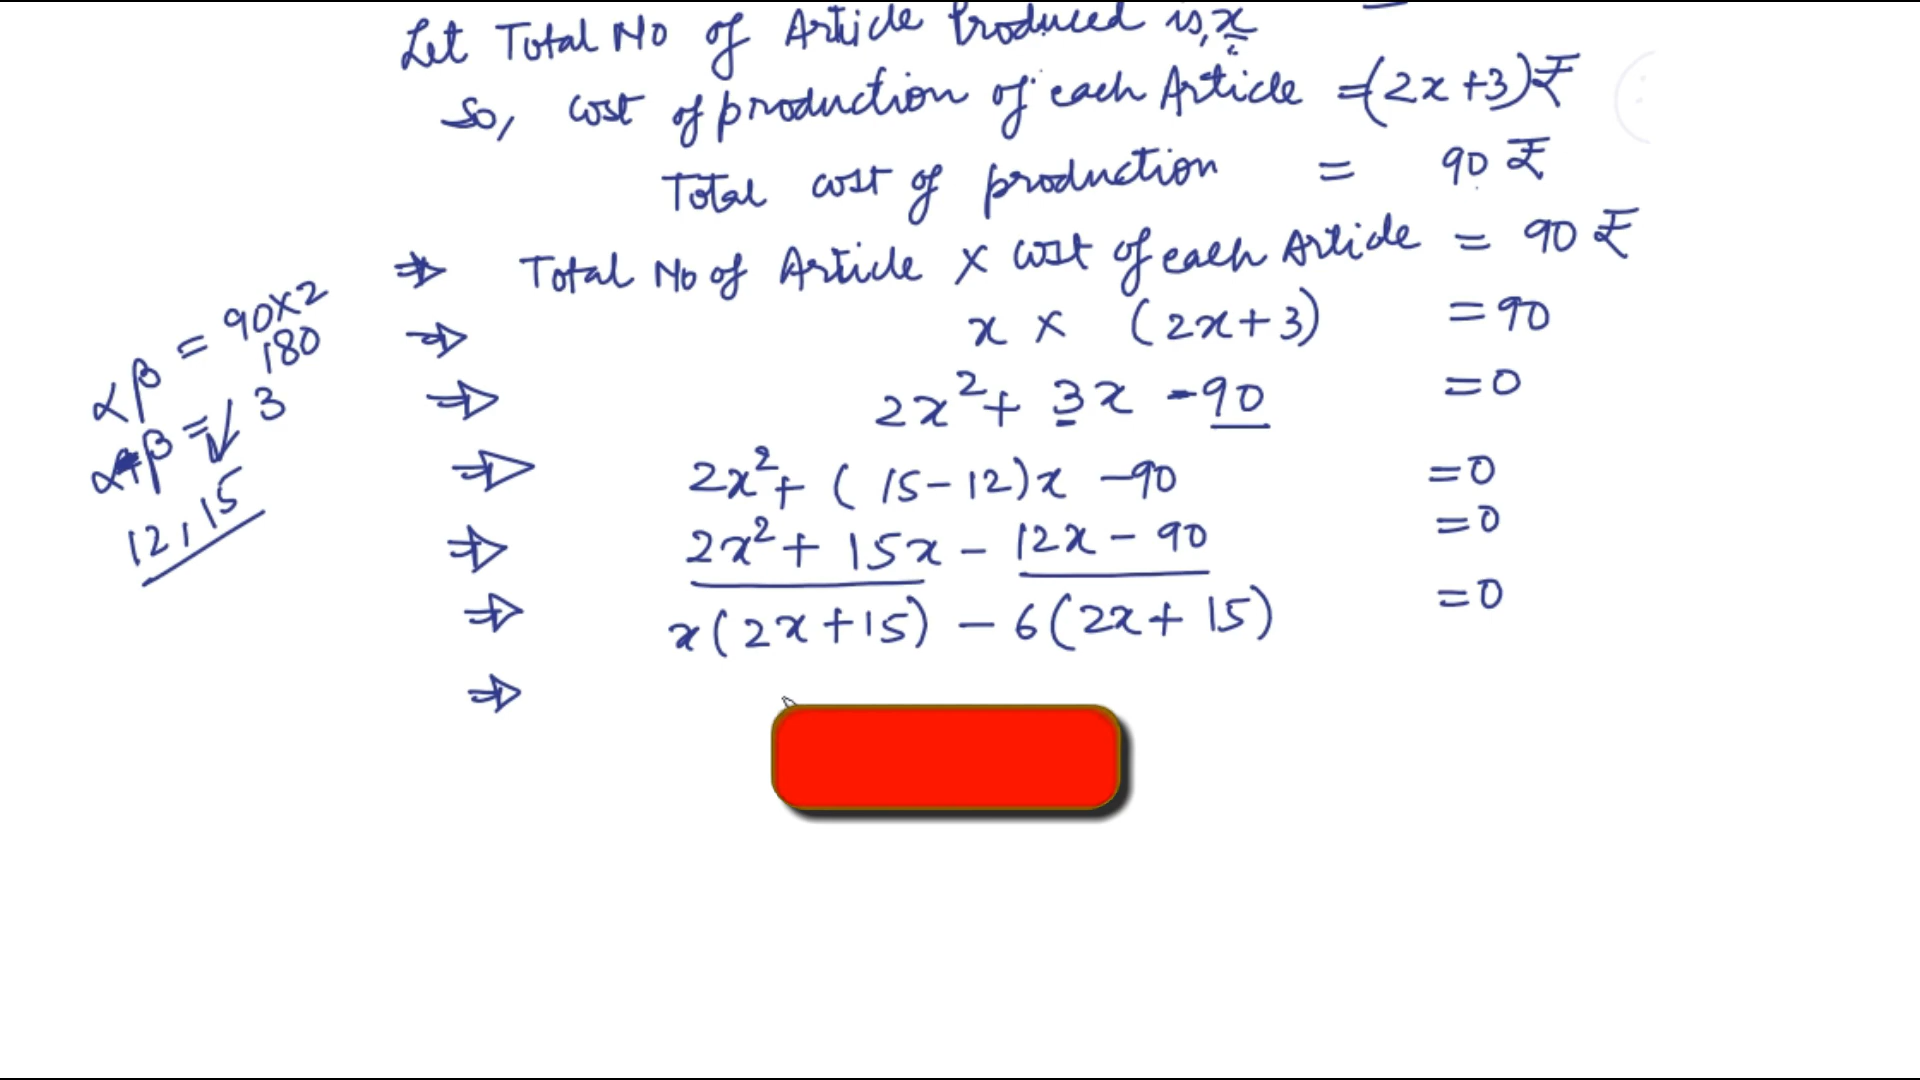 Let Total No of Article Produced is, x
So, cost of production of each Article = (2x+3)₹
Total cost of production = 90 ₹
⇒ Total No of Article × cost of each Article = 90 ₹
⇒ x × (2x+3) = 90
⇒ 2x²+ 3x -90 = 0
⇒ 2x²+ (15-12)x -90 = 0
⇒ 2x²+ 15x - 12x - 90 = 0
⇒ x(2x+15) - 6(2x+15) = 0
⇒
αβ = 90×2
180
α+β = 3
12, 15